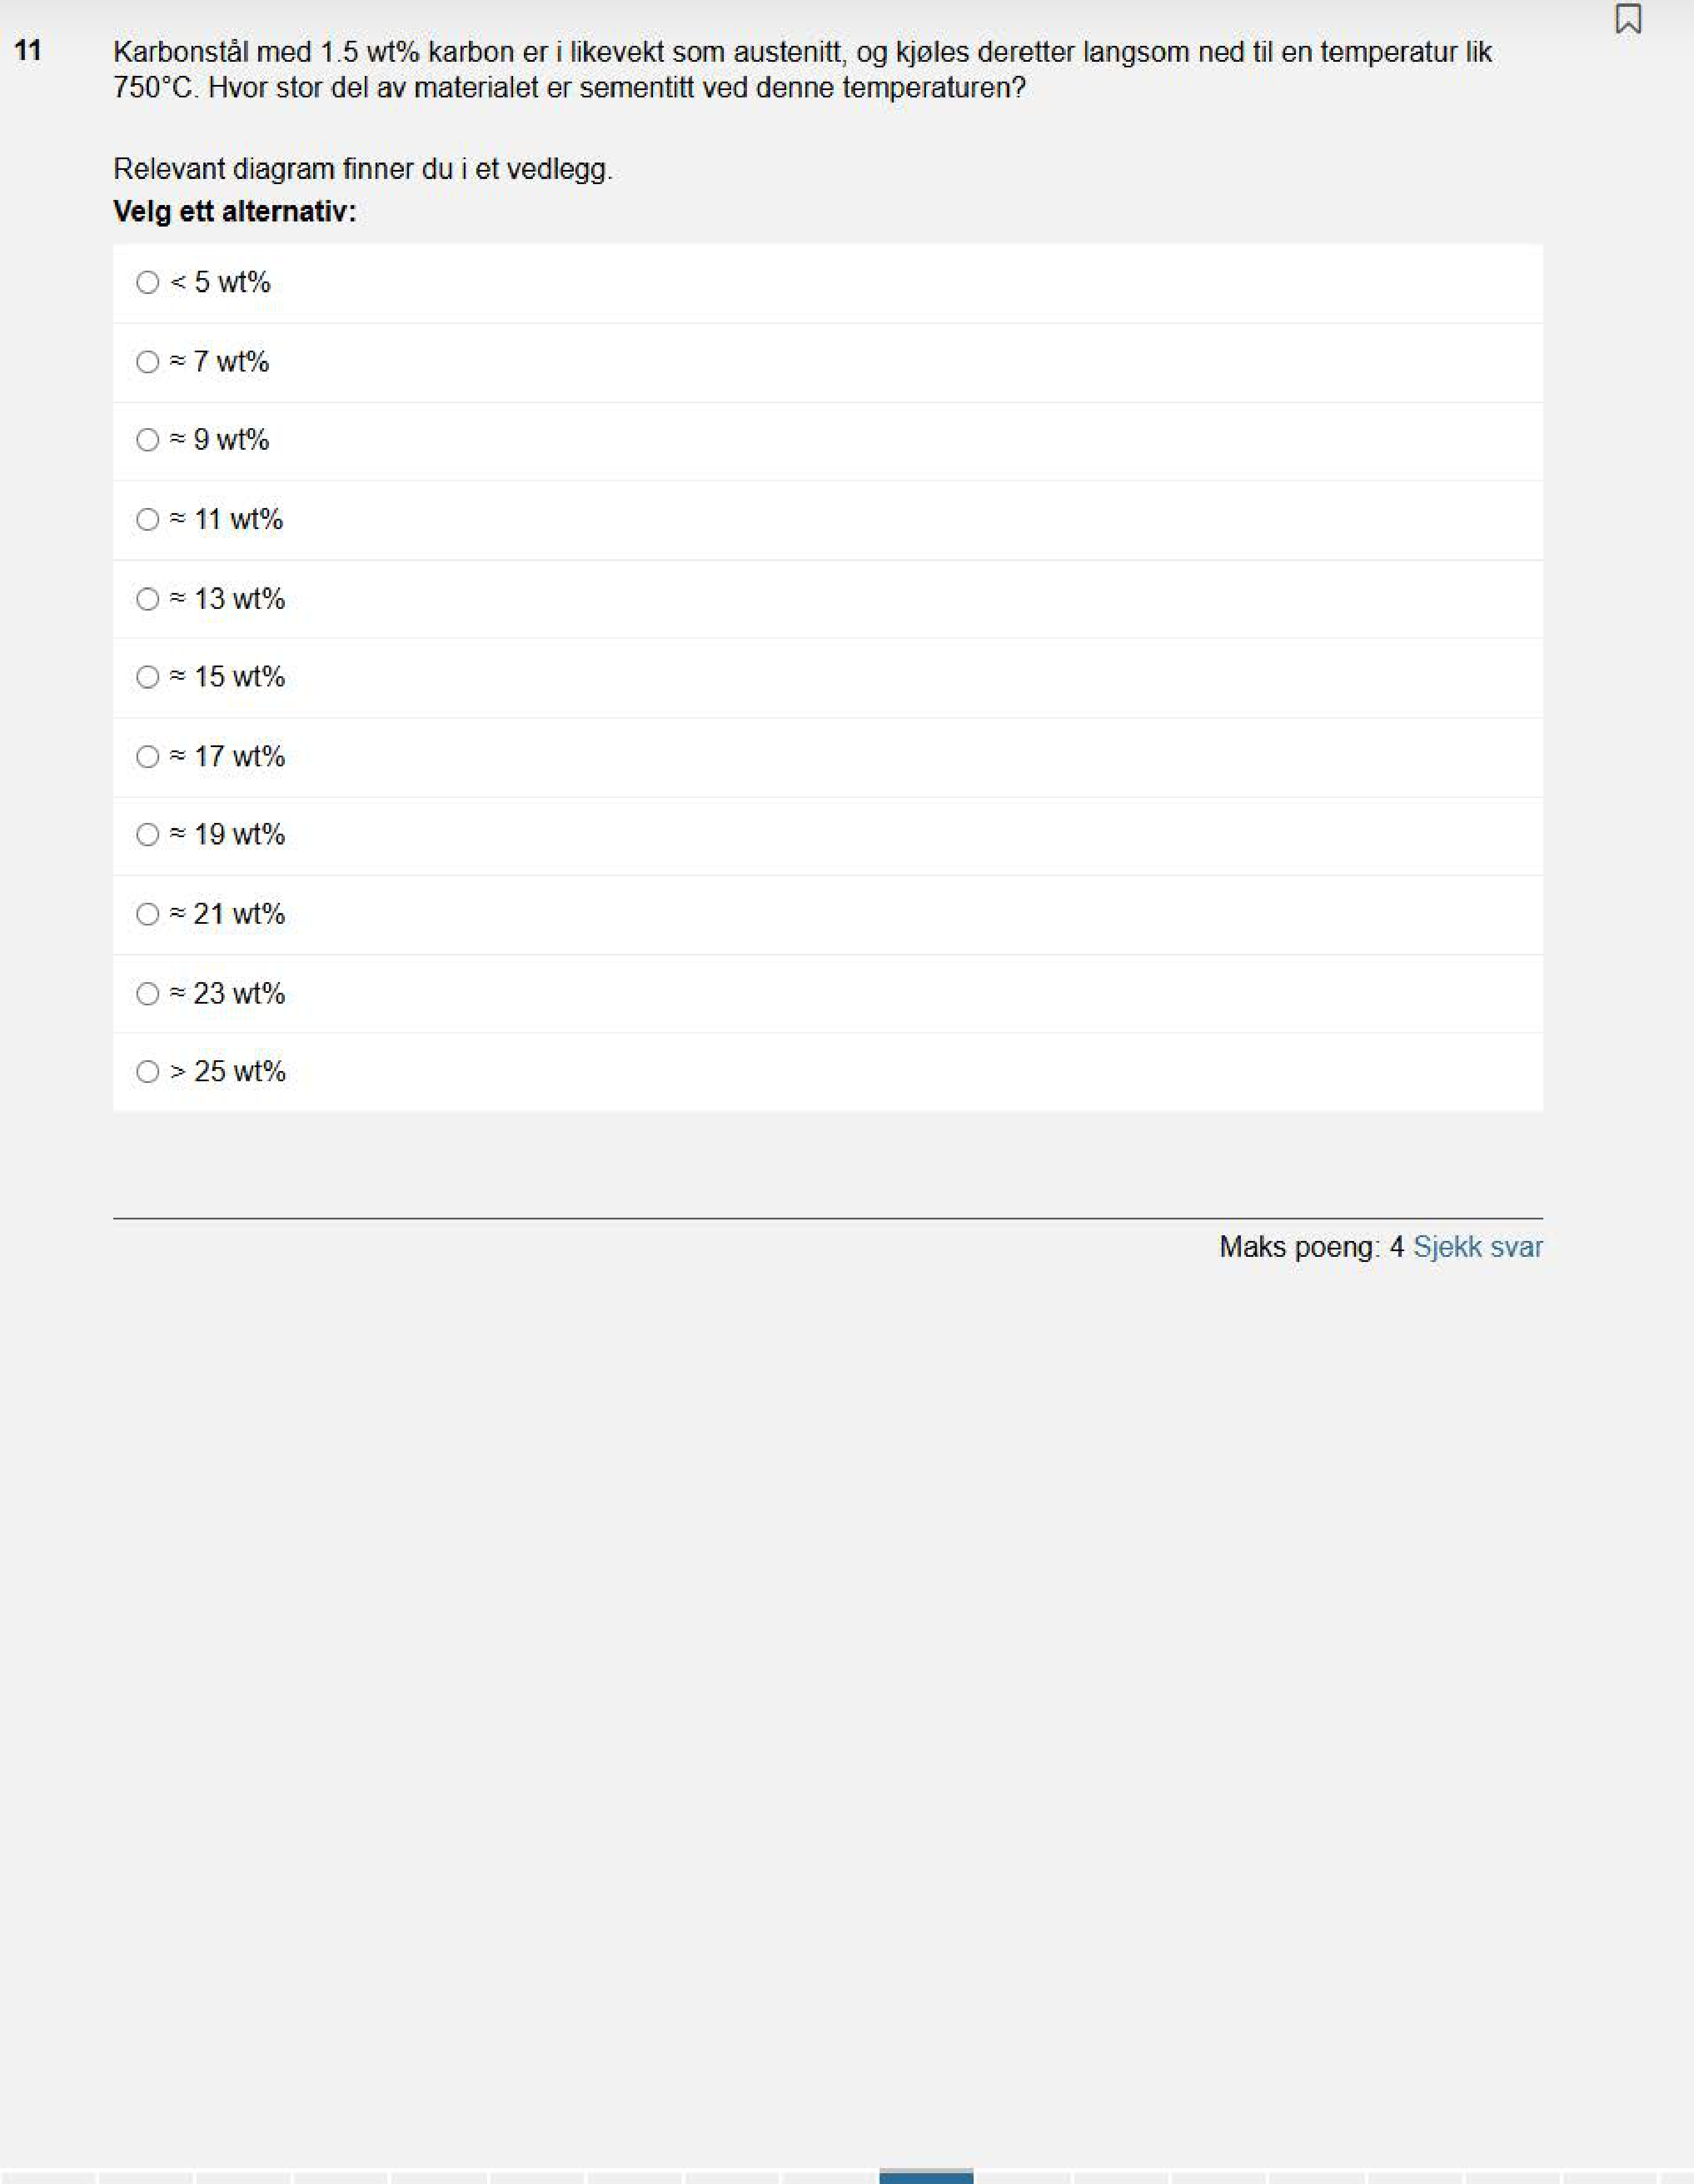 11
Karbonstål med 1.5 wt% karbon er i likevekt som austenitt, og kjøles deretter langsom ned til en temperatur lik
750°C. Hvor stor del av materialet er sementitt ved denne temperaturen?
Relevant diagram finner du i et vedlegg.
Velg ett alternativ:
< 5 wt%
≈ 7 wt%
≈ 9 wt%
≈ 11 wt%
≈ 13 wt%
≈ 15 wt%
≈ 17 wt%
≈ 19 wt%
≈ 21 wt%
≈ 23 wt%
> 25 wt%
Maks poeng: 4 Sjekk svar